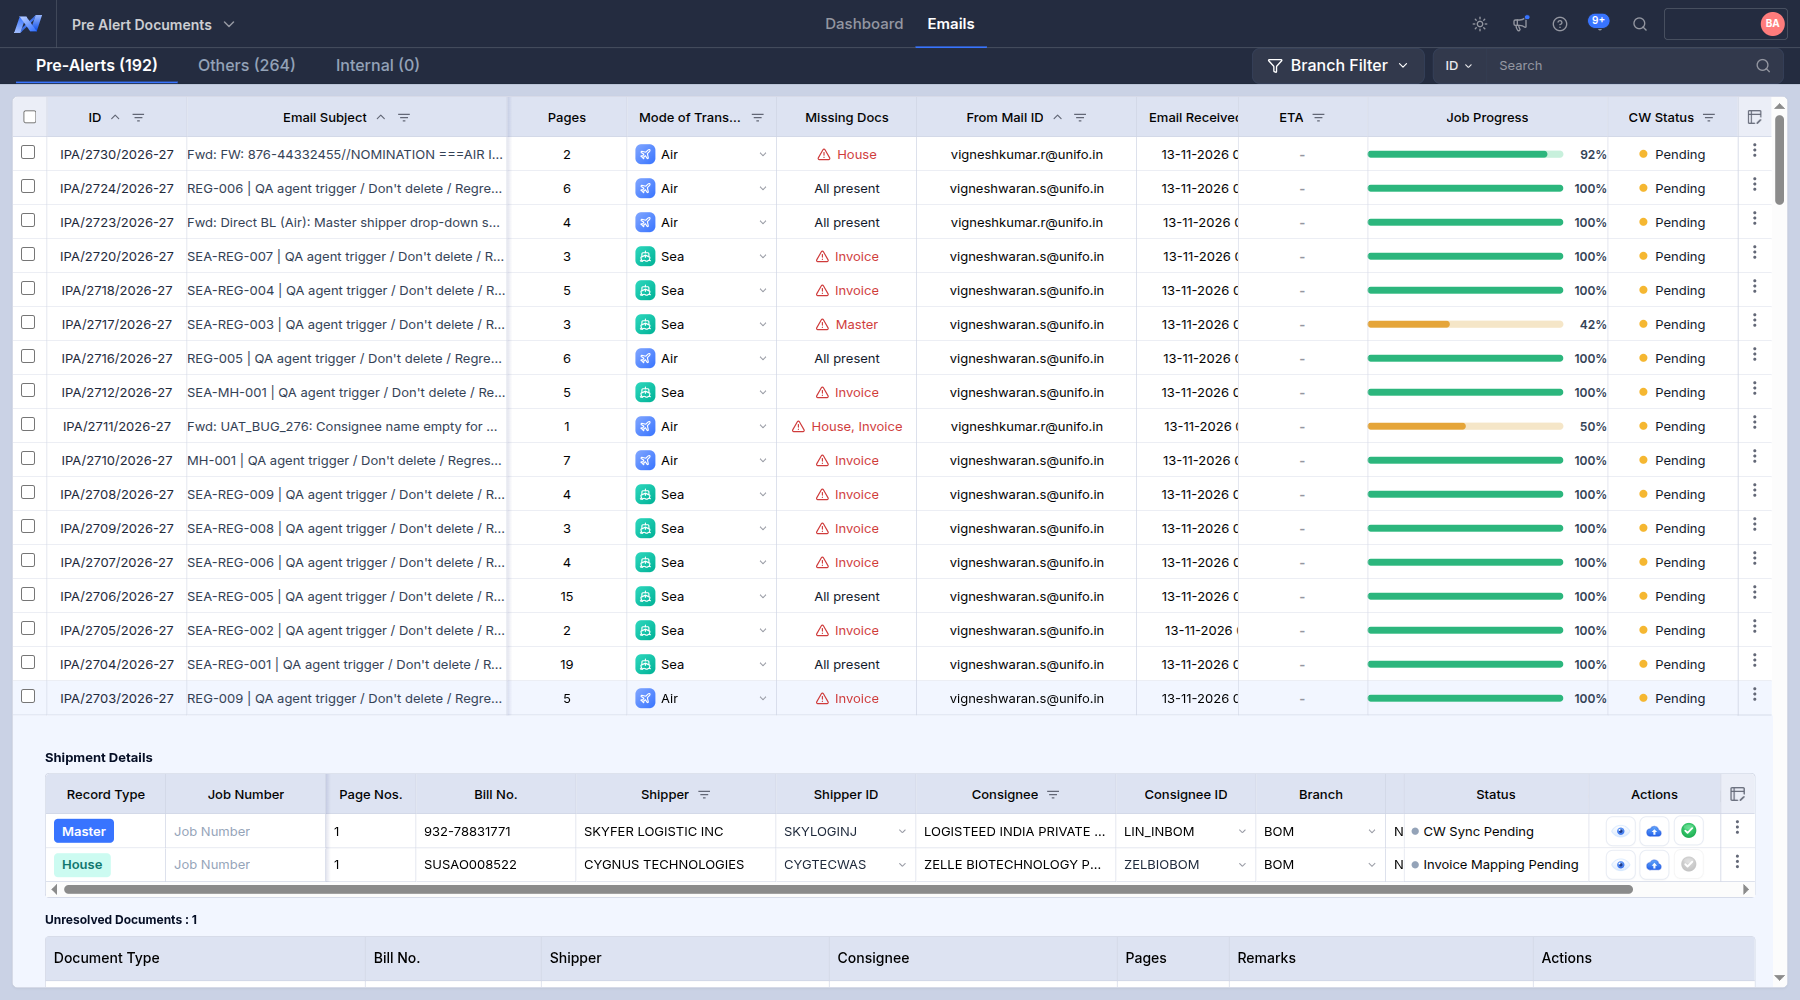 Pre Alert Documents
Dashboard
Emails
9+
BA
Pre-Alerts (192)
Others (264)
Internal (0)
Branch Filter
ID
Search
ID Email Subject Pages Mode of Trans... Missing Docs From Mail ID Email Received ETA Job Progress CW Status
IPA/2730/2026-27 Fwd: FW: 876-44332455//NOMINATION ===AIR I... 2 Air House vigneshkumar.r@unifo.in 13-11-2026 0 - 92% Pending
IPA/2724/2026-27 REG-006 | QA agent trigger / Don't delete / Regre... 6 Air All present vigneshwaran.s@unifo.in 13-11-2026 0 - 100% Pending
IPA/2723/2026-27 Fwd: Direct BL (Air): Master shipper drop-down s... 4 Air All present vigneshkumar.r@unifo.in 13-11-2026 0 - 100% Pending
IPA/2720/2026-27 SEA-REG-007 | QA agent trigger / Don't delete / R... 3 Sea Invoice vigneshwaran.s@unifo.in 13-11-2026 0 - 100% Pending
IPA/2718/2026-27 SEA-REG-004 | QA agent trigger / Don't delete / R... 5 Sea Invoice vigneshwaran.s@unifo.in 13-11-2026 0 - 100% Pending
IPA/2717/2026-27 SEA-REG-003 | QA agent trigger / Don't delete / R... 3 Sea Master vigneshwaran.s@unifo.in 13-11-2026 0 - 42% Pending
IPA/2716/2026-27 REG-005 | QA agent trigger / Don't delete / Regre... 6 Air All present vigneshwaran.s@unifo.in 13-11-2026 0 - 100% Pending
IPA/2712/2026-27 SEA-MH-001 | QA agent trigger / Don't delete / Re... 5 Sea Invoice vigneshwaran.s@unifo.in 13-11-2026 0 - 100% Pending
IPA/2711/2026-27 Fwd: UAT_BUG_276: Consignee name empty for ... 1 Air House, Invoice vigneshkumar.r@unifo.in 13-11-2026 0 - 50% Pending
IPA/2710/2026-27 MH-001 | QA agent trigger / Don't delete / Regres... 7 Air Invoice vigneshwaran.s@unifo.in 13-11-2026 0 - 100% Pending
IPA/2708/2026-27 SEA-REG-009 | QA agent trigger / Don't delete / R... 4 Sea Invoice vigneshwaran.s@unifo.in 13-11-2026 0 - 100% Pending
IPA/2709/2026-27 SEA-REG-008 | QA agent trigger / Don't delete / R... 3 Sea Invoice vigneshwaran.s@unifo.in 13-11-2026 0 - 100% Pending
IPA/2707/2026-27 SEA-REG-006 | QA agent trigger / Don't delete / R... 4 Sea Invoice vigneshwaran.s@unifo.in 13-11-2026 0 - 100% Pending
IPA/2706/2026-27 SEA-REG-005 | QA agent trigger / Don't delete / R... 15 Sea All present vigneshwaran.s@unifo.in 13-11-2026 0 - 100% Pending
IPA/2705/2026-27 SEA-REG-002 | QA agent trigger / Don't delete / R... 2 Sea Invoice vigneshwaran.s@unifo.in 13-11-2026 - 100% Pending
IPA/2704/2026-27 SEA-REG-001 | QA agent trigger / Don't delete / R... 19 Sea All present vigneshwaran.s@unifo.in 13-11-2026 0 - 100% Pending
IPA/2703/2026-27 REG-009 | QA agent trigger / Don't delete / Regre... 5 Air Invoice vigneshwaran.s@unifo.in 13-11-2026 0 - 100% Pending
Shipment Details
Record Type Job Number Page Nos. Bill No. Shipper Shipper ID Consignee Consignee ID Branch Status Actions
Master Job Number 1 932-78831771 SKYFER LOGISTIC INC SKYLOGINJ LOGISTEED INDIA PRIVATE ... LIN_INBOM BOM N CW Sync Pending
House Job Number 1 SUSAO008522 CYGNUS TECHNOLOGIES CYGTECWAS ZELLE BIOTECHNOLOGY P... ZELBIOBOM BOM N Invoice Mapping Pending
Unresolved Documents : 1
Document Type Bill No. Shipper Consignee Pages Remarks Actions